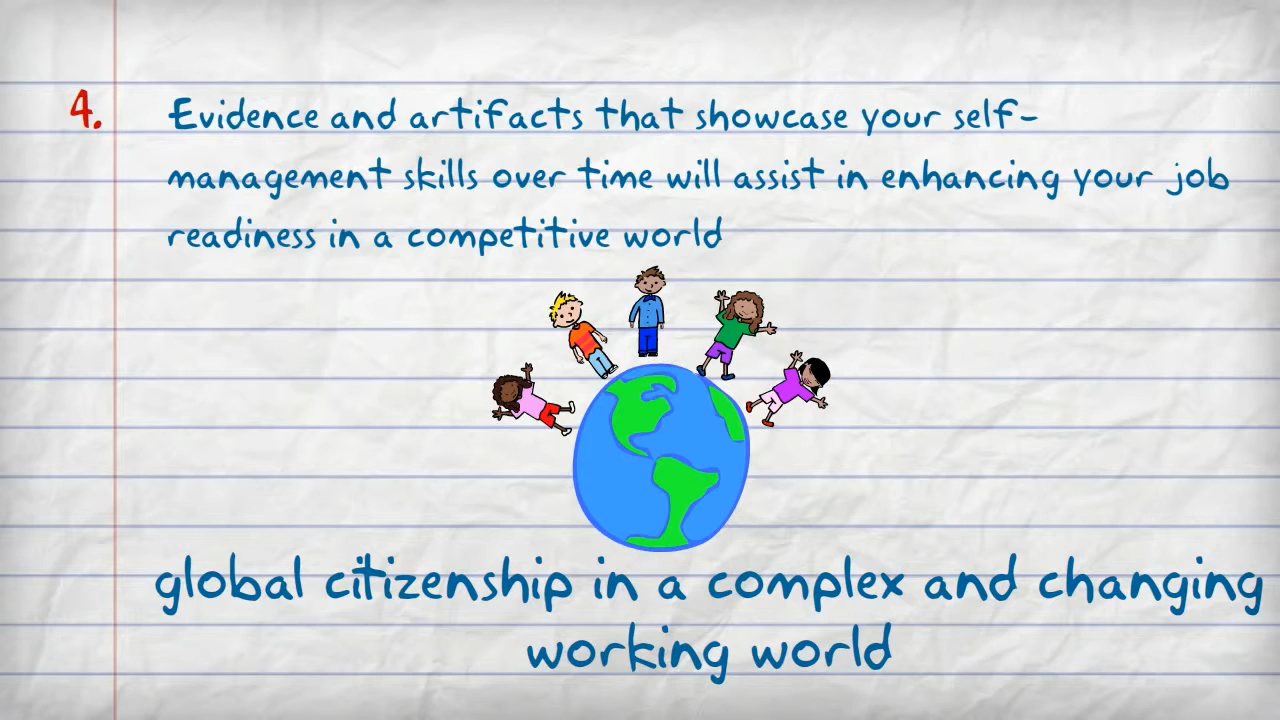 4. Evidence and artifacts that showcase your self-
management skills over time will assist in enhancing your job
readiness in a competitive world
global citizenship in a complex and changing
working world